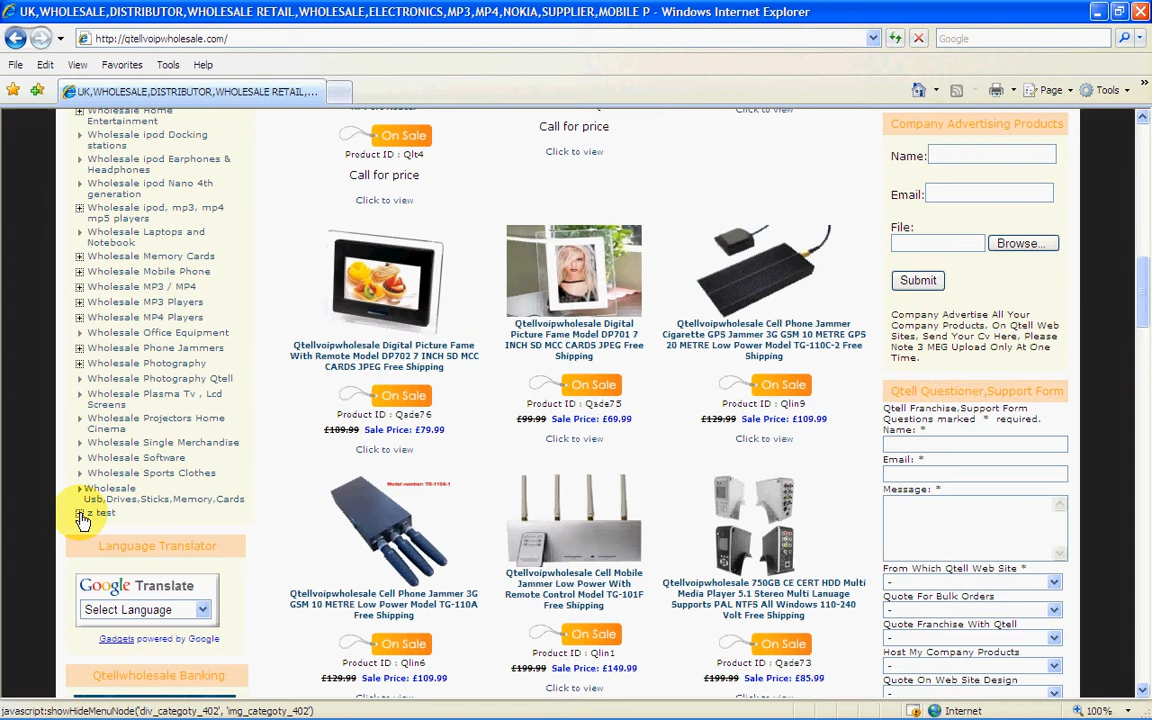 UK,WHOLESALE,DISTRIBUTOR,WHOLESALE RETAIL,WHOLESALE,ELECTRONICS,MP3,MP4,NOKIA,SUPPLIER,MOBILE P - Windows Internet Explorer
http://qtellvoipwholesale.com/
Google
File Edit View Favorites Tools Help
UK,WHOLESALE,DISTRIBUTOR,WHOLESALE RETAIL,...
Page
Tools
Wholesale Home
Entertainment
Wholesale ipod Docking
stations
Wholesale ipod Earphones &
Headphones
Wholesale ipod Nano 4th
generation
Wholesale ipod, mp3, mp4
mp5 players
Wholesale Laptops and
Notebook
Wholesale Memory Cards
Wholesale Mobile Phone
Wholesale MP3 / MP4
Wholesale MP3 Players
Wholesale MP4 Players
Wholesale Office Equipment
Wholesale Phone Jammers
Wholesale Photography
Wholesale Photography Qtell
Wholesale Plasma Tv , Lcd
Screens
Wholesale Projectors Home
Cinema
Wholesale Single Merchandise
Wholesale Software
Wholesale Sports Clothes
Wholesale
Usb,Drives,Sticks,Memory,Cards
z test
Language Translator
Google Translate
Select Language
Gadgets powered by Google
Qtellwholesale Banking
On Sale
Product ID : Qlt4
Call for price
Click to view
Call for price
Click to view
Click to view
Qtellvoipwholesale Digital
Picture Fame
With Remote Model DP702 7 INCH SD MCC
CARDS JPEG Free Shipping
On Sale
Product ID : Qade76
£189.99 Sale Price: £79.99
Click to view
Qtellvoipwholesale Digital
Picture Fame Model DP701 7
INCH SD MCC CARDS JPEG Free
Shipping
On Sale
Product ID : Qade75
£99.99 Sale Price: £69.99
Click to view
Qtellvoipwholesale Cell Phone Jammer
Cigarette GPS Jammer 3G GSM 10 METRE GPS
20 METRE Low Power Model TG-110C-2 Free
Shipping
On Sale
Product ID : Qlin9
£129.99 Sale Price: £109.99
Click to view
Model number: TG-110A-1
Qtellvoipwholesale Cell Phone Jammer 3G
GSM 10 METRE Low Power Model TG-110A
Free Shipping
On Sale
Product ID : Qlin6
£129.99 Sale Price: £109.99
Click to view
Qtellvoipwholesale Cell Mobile
Jammer Low Power With
Remote Control Model TG-101F
Free Shipping
On Sale
Product ID : Qlin1
£199.99 Sale Price: £149.99
Click to view
Qtellvoipwholesale 750GB CE CERT HDD Multi
Media Player 5.1 Stereo Multi Lanuage
Supports PAL NTFS All Windows 110-240
Volt Free Shipping
On Sale
Product ID : Qade73
£199.99 Sale Price: £85.99
Click to view
Company Advertising Products
Name:
Email:
File:
Browse...
Submit
Company Advertise All Your
Company Products, On Qtell Web
Sites, Send Your Cv Here, Please
Note 3 MEG Upload Only At One
Time.
Qtell Questioner,Support Form
Qtell Franchise,Support Form
Questions marked * required.
Name: *
Email: *
Message: *
From Which Qtell Web Site *
-
Quote For Bulk Orders
-
Quote Franchise With Qtell
-
Host My Company Products
-
Quote On Web Site Design
-
javascript:showHideMenuNode('div_categoty_402', 'img_categoty_402')
Internet
100%